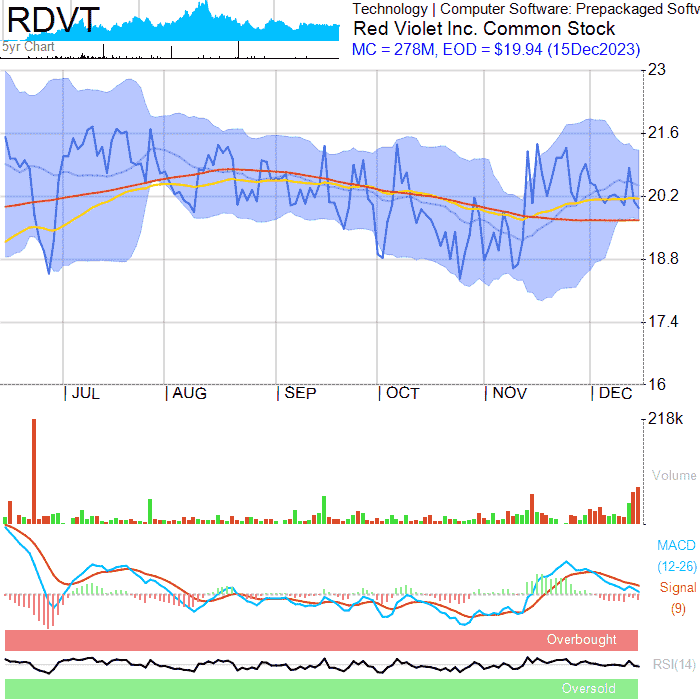 RDVT
5yr Chart
Technology | Computer Software: Prepackaged Softw
Red Violet Inc. Common Stock
MC = 278M, EOD = $19.94 (15Dec2023)
23
21.6
20.2
18.8
17.4
16
JUL AUG SEP OCT NOV DEC
218k
Volume
MACD
(12-26)
Signal
(9)
Overbought
RSI(14)
Oversold